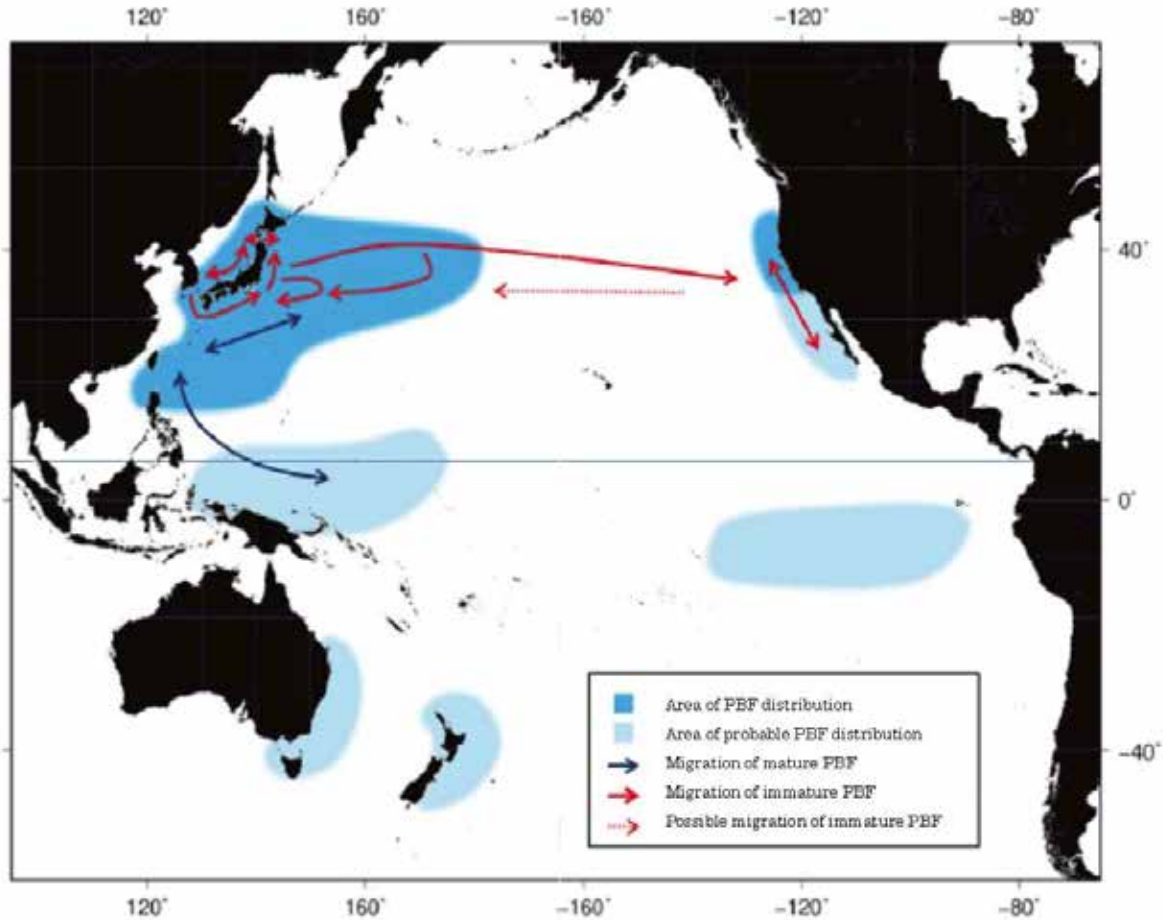 120°
160°
-160°
-120°
-80°
40°
0°
-40°
Area of PBF distribution
Area of probable PBF distribution
Migration of mature PBF
Migration of immature PBF
Possible migration of immature PBF
120°
160°
-160°
-120°
-80°